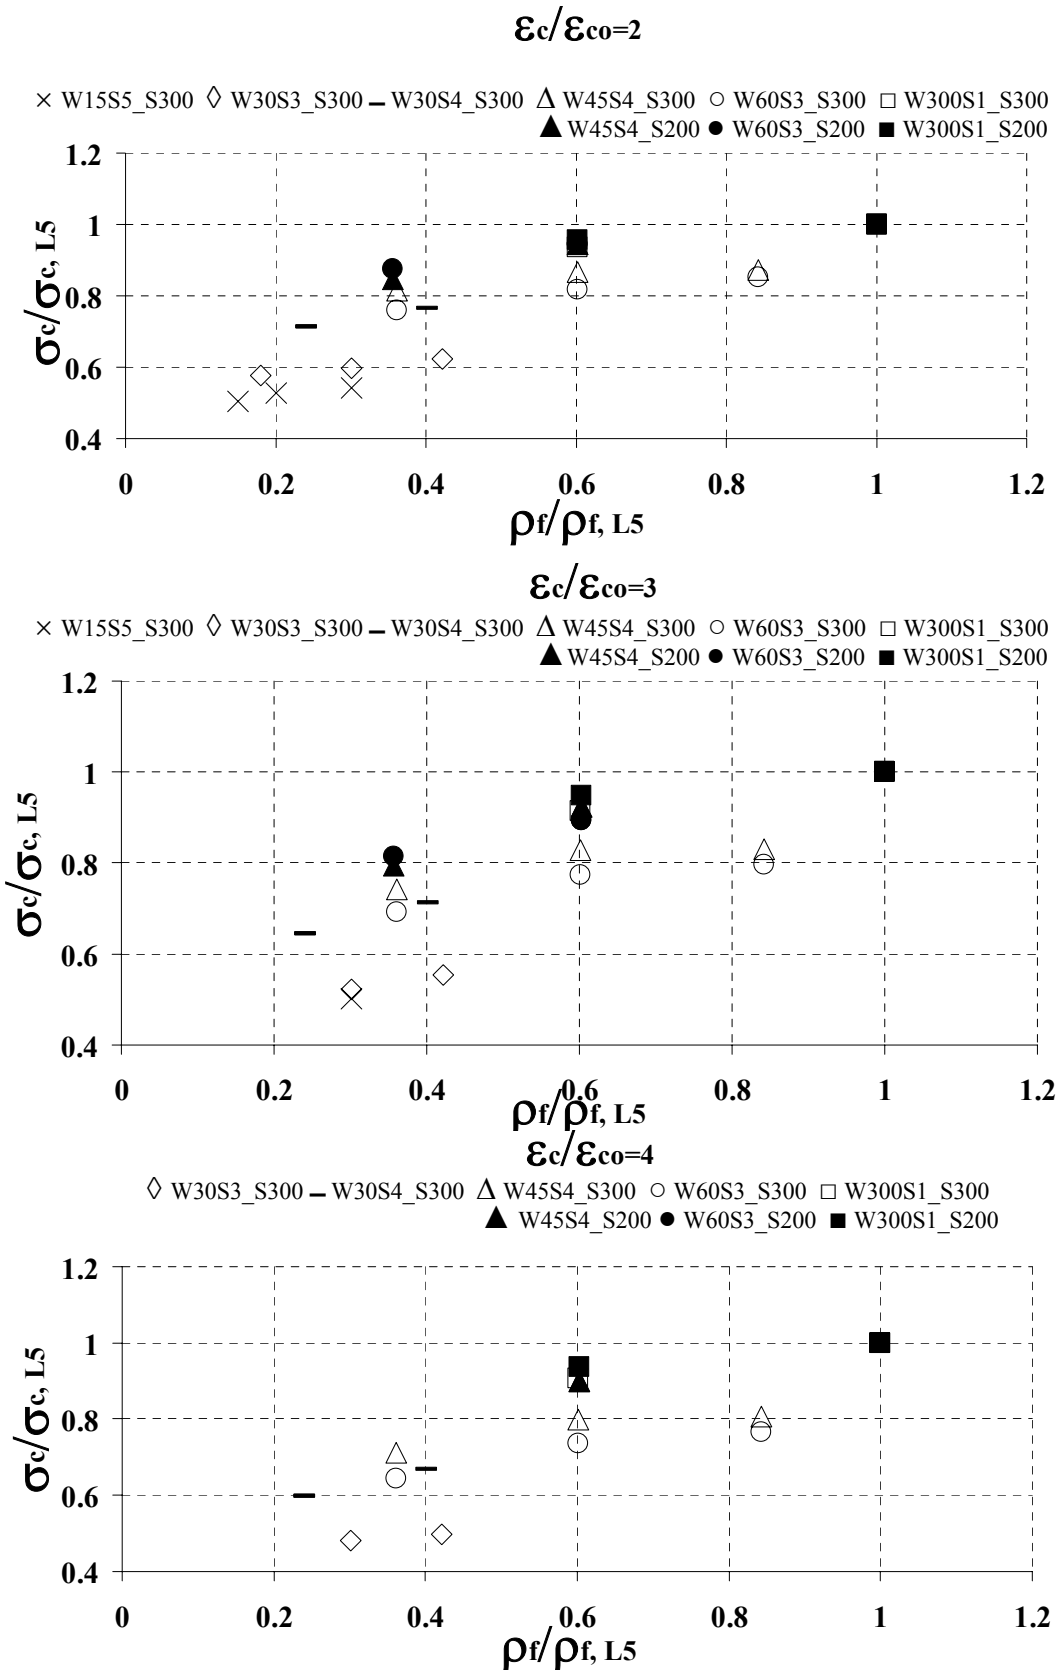 εc/εco=2
× W15S5_S300 ◇ W30S3_S300 – W30S4_S300 △ W45S4_S300 ○ W60S3_S300 □ W300S1_S300
▲ W45S4_S200 ● W60S3_S200 ■ W300S1_S200
1.2
1
0.8
0.6
0.4
σc/σc, L5
0 0.2 0.4 0.6 0.8 1 1.2
ρf/ρf, L5
εc/εco=3
× W15S5_S300 ◇ W30S3_S300 – W30S4_S300 △ W45S4_S300 ○ W60S3_S300 □ W300S1_S300
▲ W45S4_S200 ● W60S3_S200 ■ W300S1_S200
1.2
1
0.8
0.6
0.4
σc/σc, L5
0 0.2 0.4 0.6 0.8 1 1.2
ρf/ρf, L5
εc/εco=4
◇ W30S3_S300 – W30S4_S300 △ W45S4_S300 ○ W60S3_S300 □ W300S1_S300
▲ W45S4_S200 ● W60S3_S200 ■ W300S1_S200
1.2
1
0.8
0.6
0.4
σc/σc, L5
0 0.2 0.4 0.6 0.8 1 1.2
ρf/ρf, L5